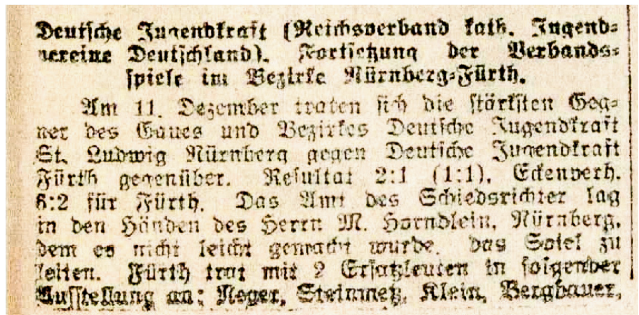 Deutsche Jugendkraft (Reichsverband kath. Jugend-
vereine Deutschland). Fortsetzung der Verbands-
spiele im Bezirke Nürnberg-Fürth.
Am 11. Dezember traten sich die stärksten Geg-
ner des Gaues und Bezirkes Deutsche Jugendkraft
St. Ludwig Nürnberg gegen Deutsche Jugendkraft
Fürth gegenüber. Resultat 2:1 (1:1), Eckenverh.
6:2 für Fürth. Das Amt des Schiedsrichter lag
in den Händen des Herrn M. Horndlein, Nürnberg,
dem es nicht leicht gemacht wurde, das Spiel zu
leiten. Fürth trat mit 2 Ersatzleuten in folgender
Aufstellung an: Neger, Steinmetz, Klein, Bergbauer,